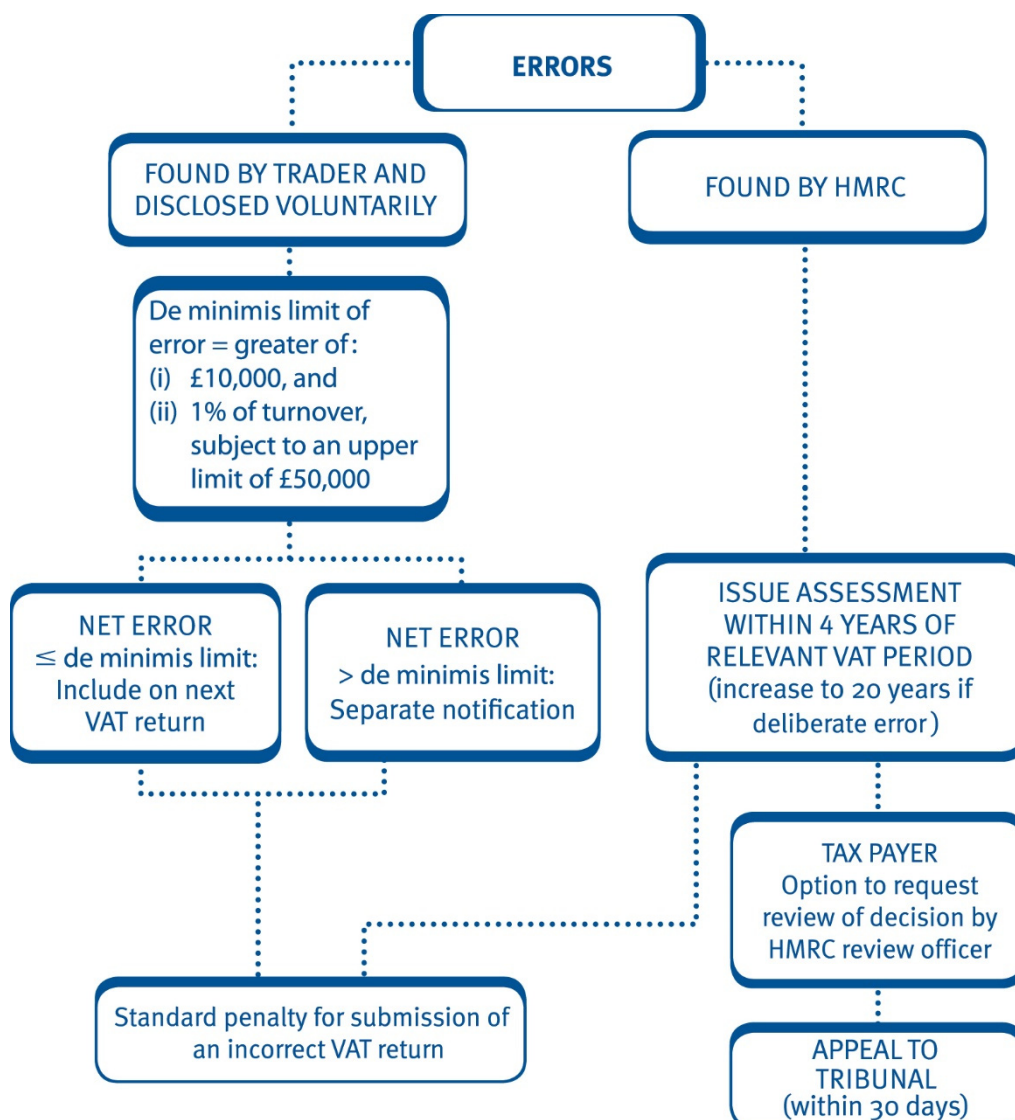 ERRORS
FOUND BY TRADER AND
DISCLOSED VOLUNTARILY
FOUND BY HMRC
De minimis limit of
error = greater of:
(i) £10,000, and
(ii) 1% of turnover,
subject to an upper
limit of £50,000
NET ERROR
≤ de minimis limit:
Include on next
VAT return
NET ERROR
> de minimis limit:
Separate notification
ISSUE ASSESSMENT
WITHIN 4 YEARS OF
RELEVANT VAT PERIOD
(increase to 20 years if
deliberate error)
TAX PAYER
Option to request
review of decision by
HMRC review officer
Standard penalty for submission of
an incorrect VAT return
APPEAL TO
TRIBUNAL
(within 30 days)